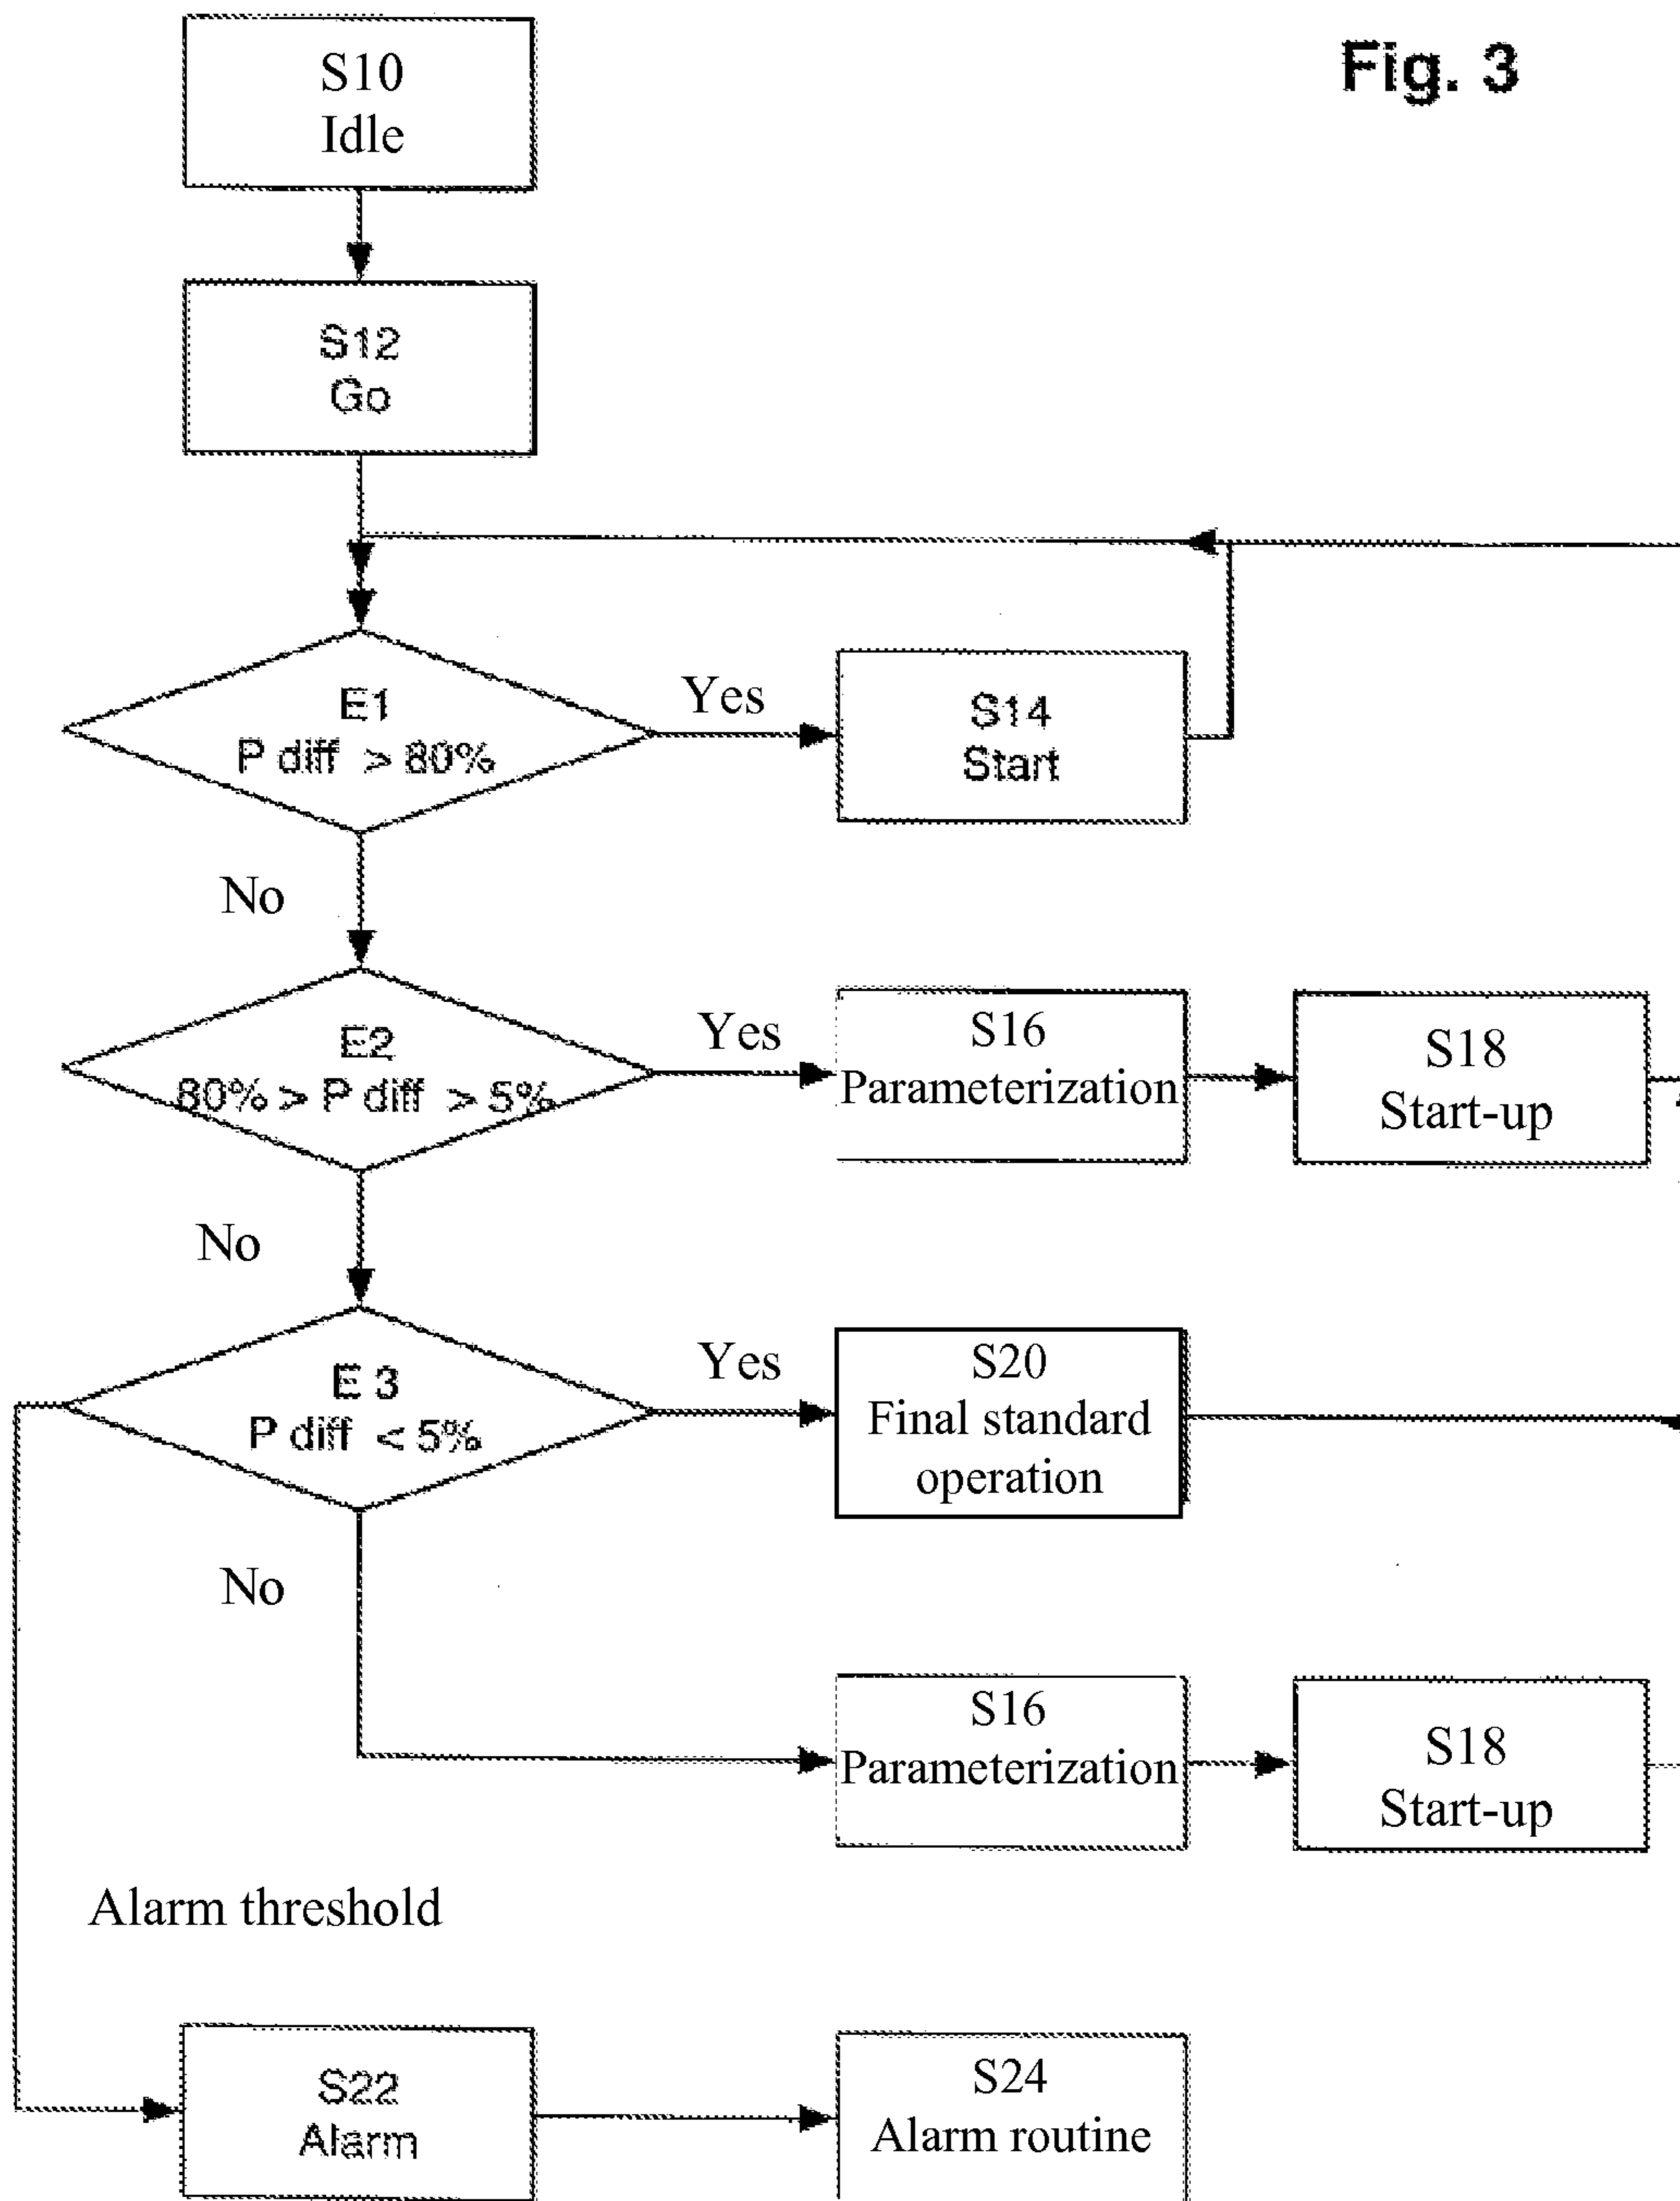 Fig. 3
S10
Idle
S12
Go
E1
P diff > 80%
Yes
S14
Start
No
E2
80% > P diff > 5%
Yes
S16
Parameterization
S18
Start-up
No
E 3
P diff < 5%
Yes
S20
Final standard
operation
No
S16
Parameterization
S18
Start-up
Alarm threshold
S22
Alarm
S24
Alarm routine